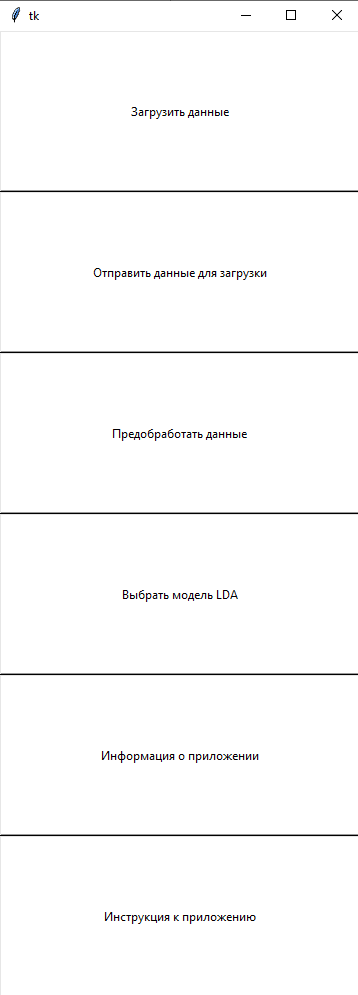 tk
Загрузить данные
Отправить данные для загрузки
Предобработать данные
Выбрать модель LDA
Информация о приложении
Инструкция к приложению